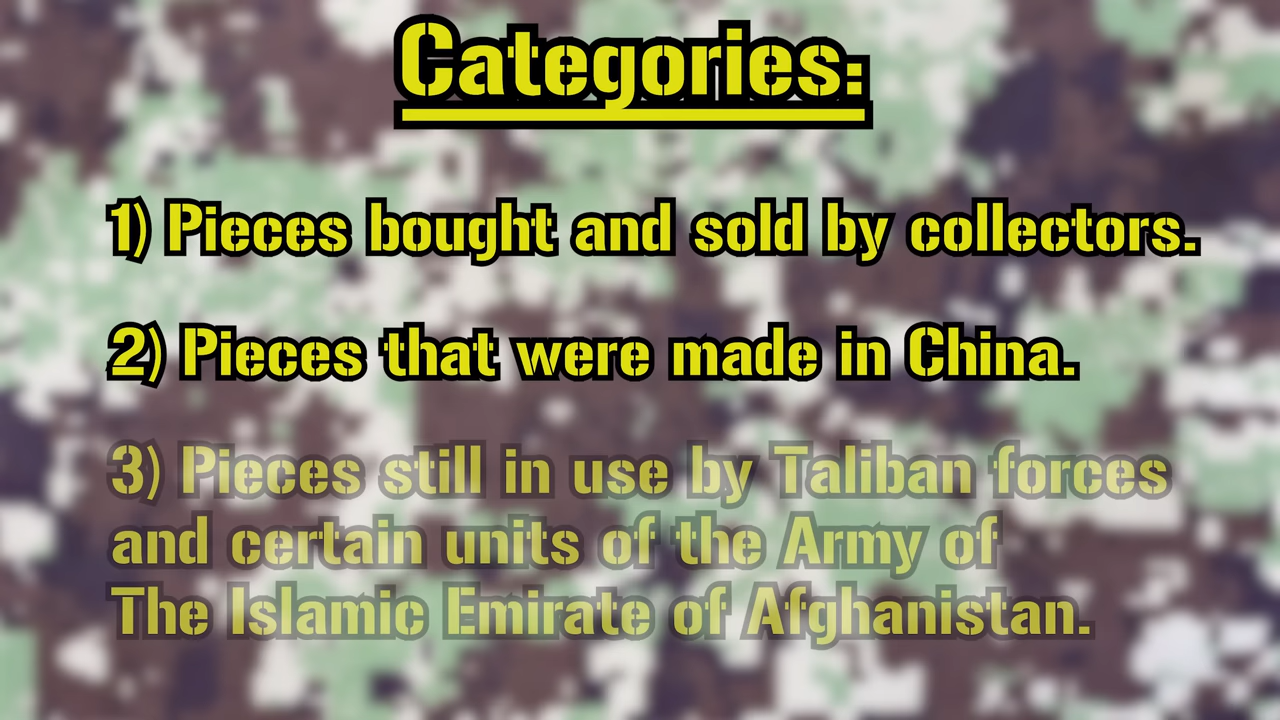 Categories:
1) Pieces bought and sold by collectors.
2) Pieces that were made in China.
3) Pieces still in use by Taliban forces
and certain units of the Army of
The Islamic Emirate of Afghanistan.